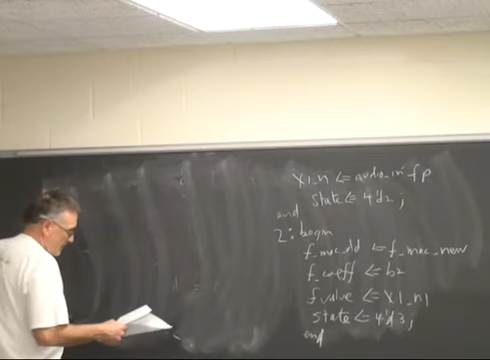 X1_n <= audio_in_fp
state <= 4'd2;
end
2: begin
f_mac_old <= f_mac_new
f_coeff <= b2
f_value <= X1_n1
state <= 4'd3;
end